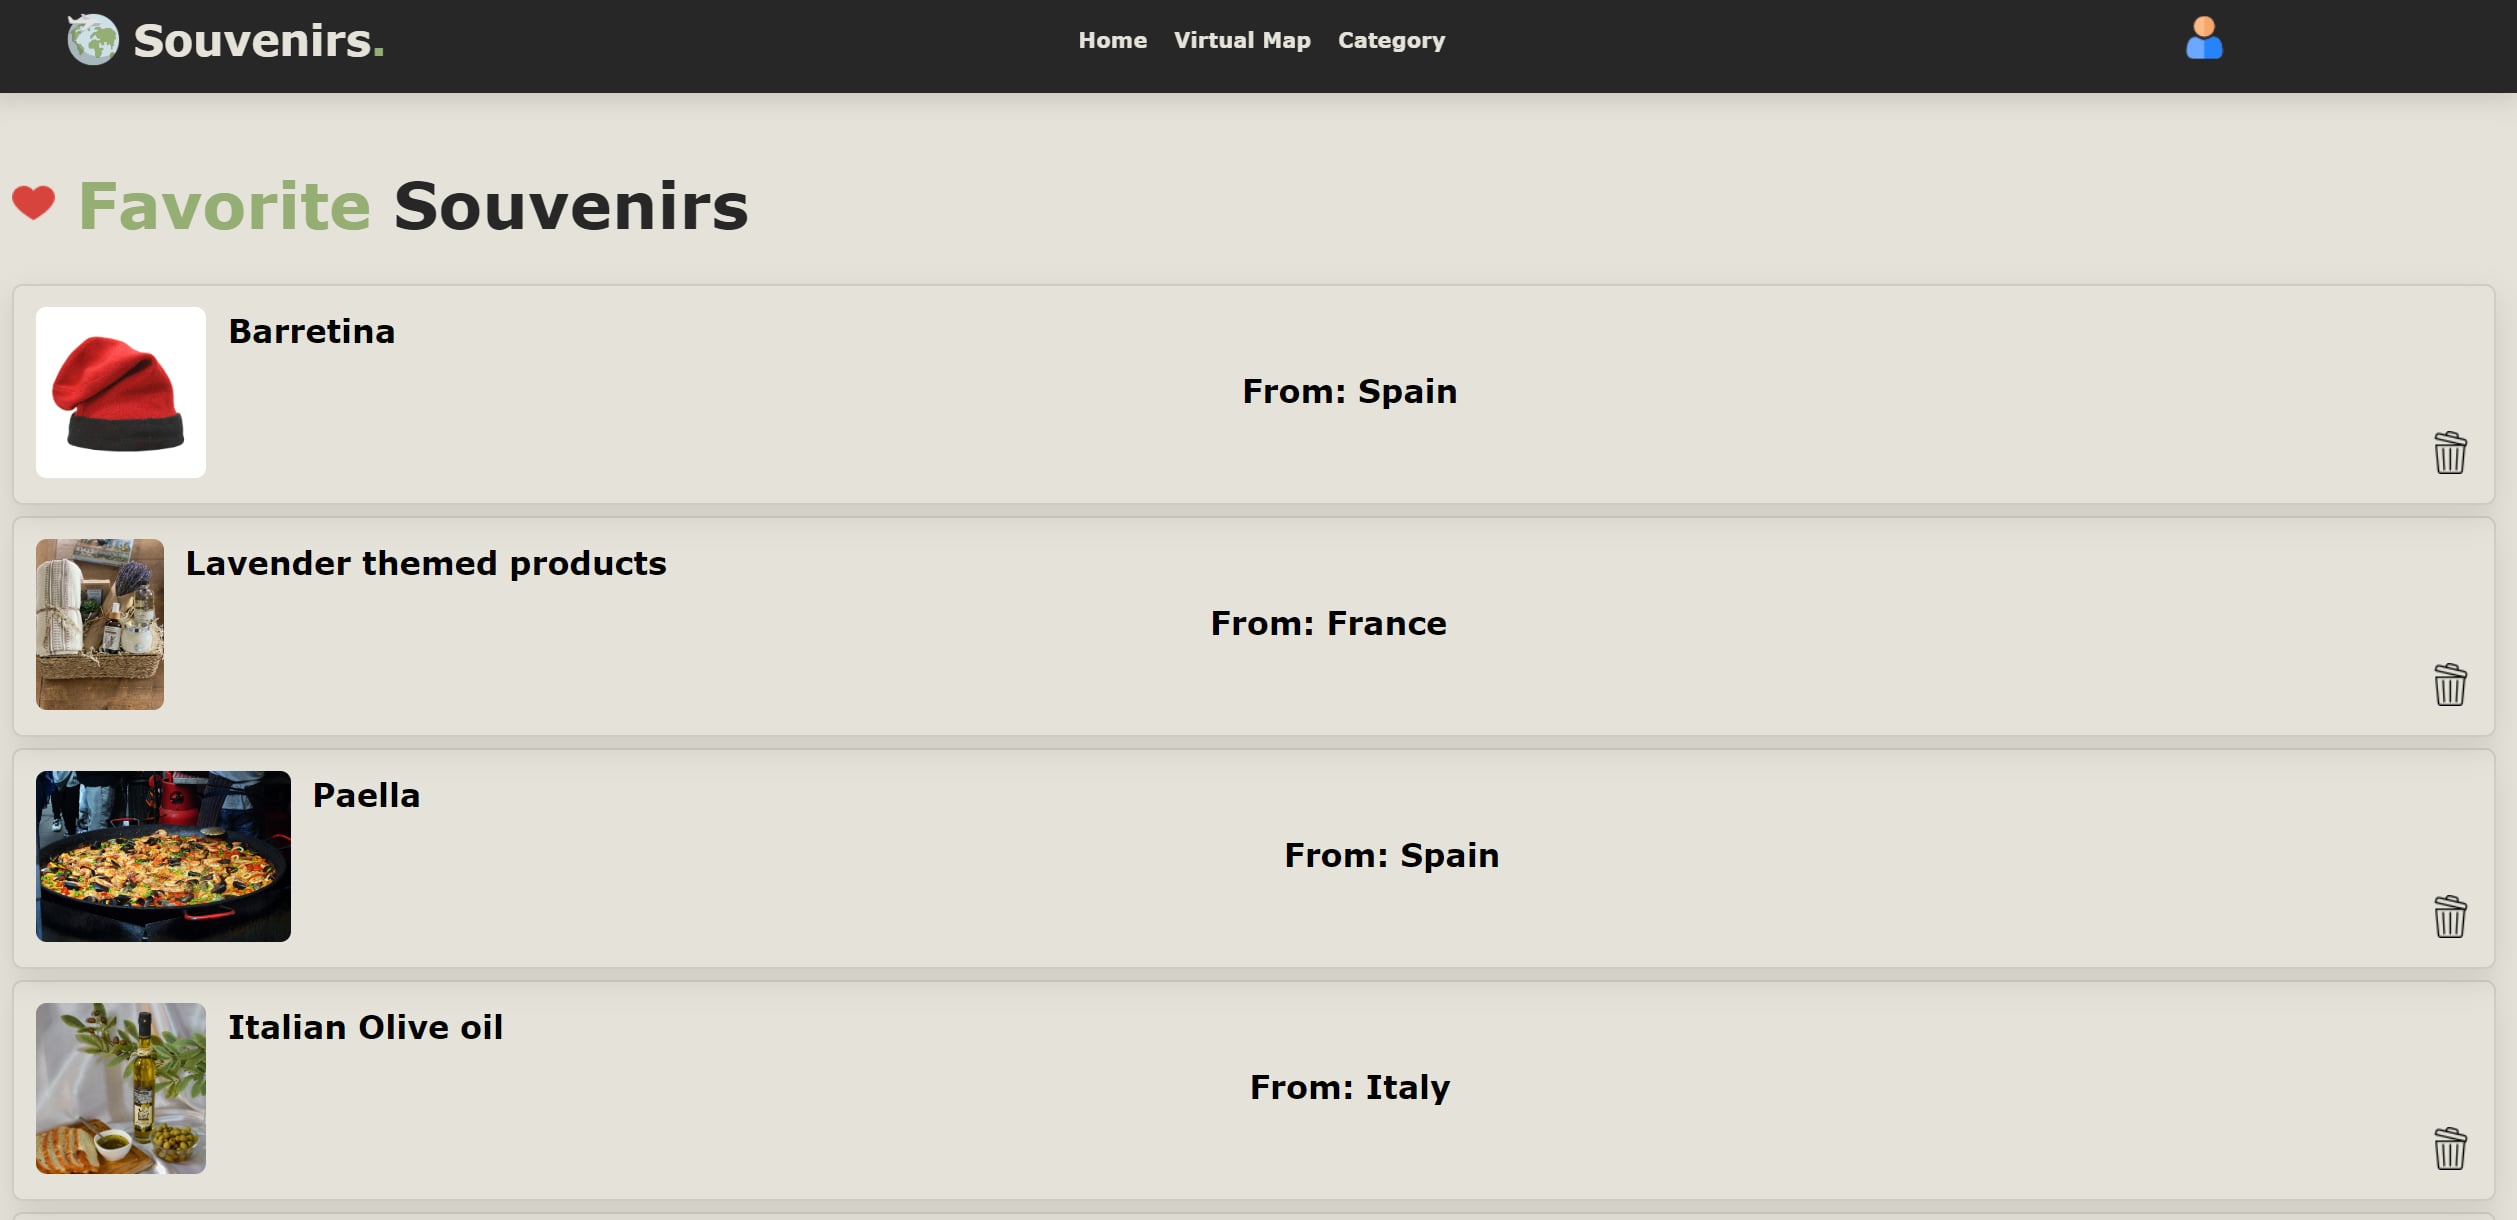 Souvenirs.
Home Virtual Map Category
Favorite Souvenirs
Barretina
From: Spain
Lavender themed products
From: France
Paella
From: Spain
Italian Olive oil
From: Italy